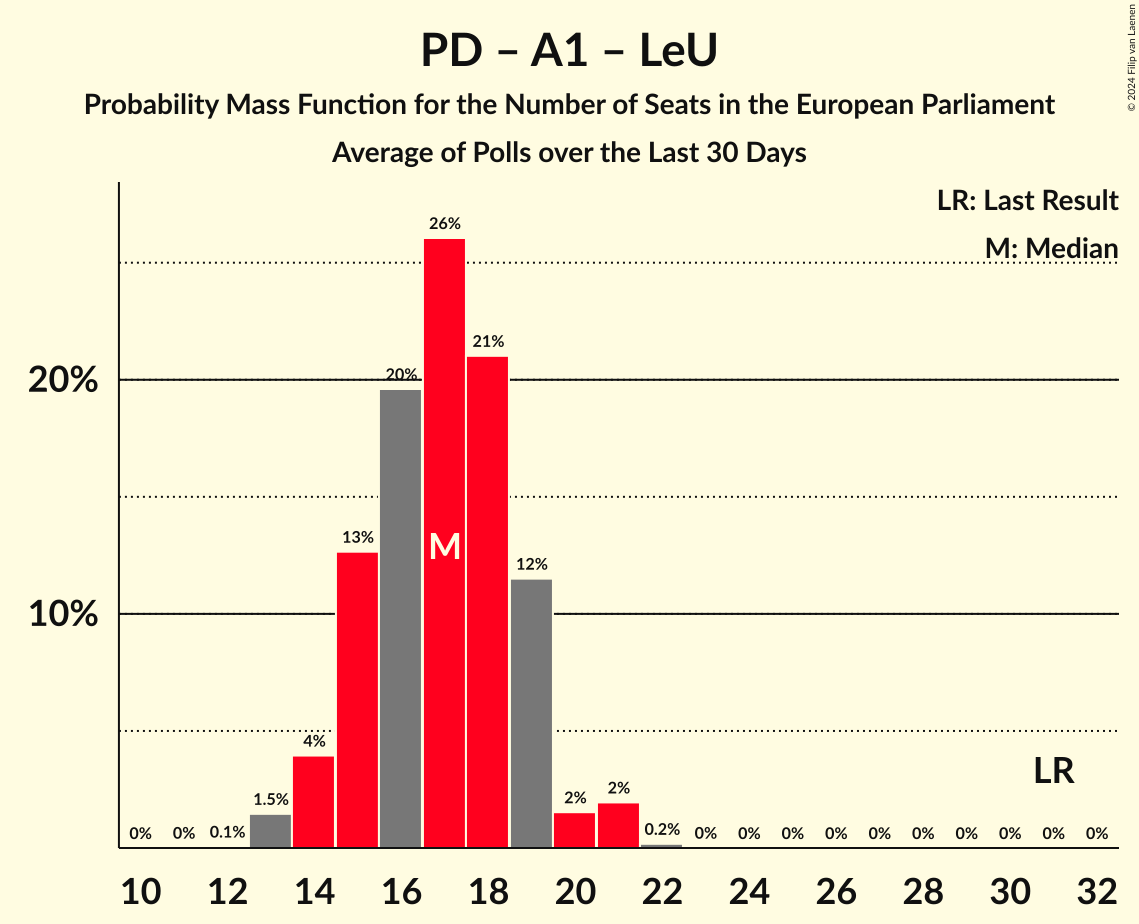 PD – A1 – LeU
Probability Mass Function for the Number of Seats in the European Parliament
Average of Polls over the Last 30 Days
© 2024 Filip van Laenen
LR: Last Result
M: Median
20%
10%
0% 0% 0.1% 1.5% 4% 13% 20% 26% 21% 12% 2% 2% 0.2% 0% 0% 0% 0% 0% 0% 0% 0% 0% 0%
M
LR
10 12 14 16 18 20 22 24 26 28 30 32